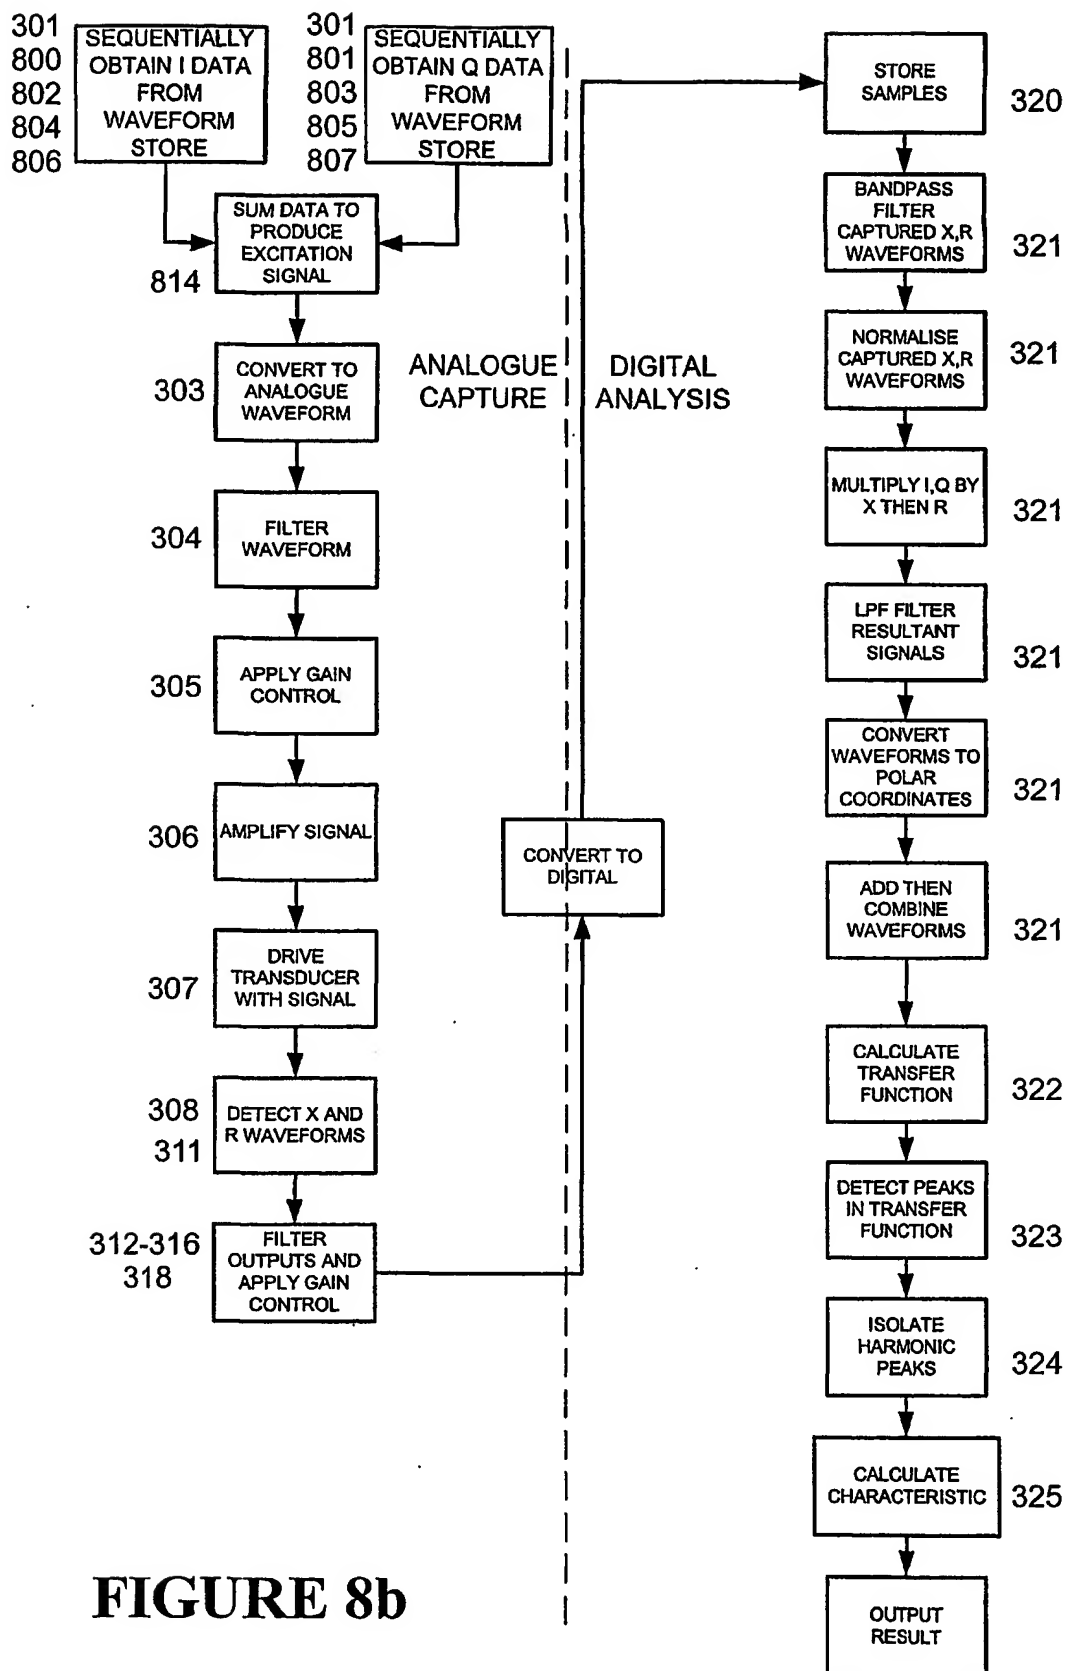 301
800
802
804
806
SEQUENTIALLY
OBTAIN I DATA
FROM
WAVEFORM
STORE
301
801
803
805
807
SEQUENTIALLY
OBTAIN Q DATA
FROM
WAVEFORM
STORE
814
SUM DATA TO
PRODUCE
EXCITATION
SIGNAL
303
CONVERT TO
ANALOGUE
WAVEFORM
304
FILTER
WAVEFORM
305
APPLY GAIN
CONTROL
306
AMPLIFY SIGNAL
307
DRIVE
TRANSDUCER
WITH SIGNAL
308
311
DETECT X AND
R WAVEFORMS
312-316
318
FILTER
OUTPUTS AND
APPLY GAIN
CONTROL
ANALOGUE
CAPTURE
DIGITAL
ANALYSIS
CONVERT TO
DIGITAL
STORE
SAMPLES
320
BANDPASS
FILTER
CAPTURED X,R
WAVEFORMS
321
NORMALISE
CAPTURED X,R
WAVEFORMS
321
MULTIPLY I,Q BY
X THEN R
321
LPF FILTER
RESULTANT
SIGNALS
321
CONVERT
WAVEFORMS TO
POLAR
COORDINATES
321
ADD THEN
COMBINE
WAVEFORMS
321
CALCULATE
TRANSFER
FUNCTION
322
DETECT PEAKS
IN TRANSFER
FUNCTION
323
ISOLATE
HARMONIC
PEAKS
324
CALCULATE
CHARACTERISTIC
325
OUTPUT
RESULT
FIGURE 8b